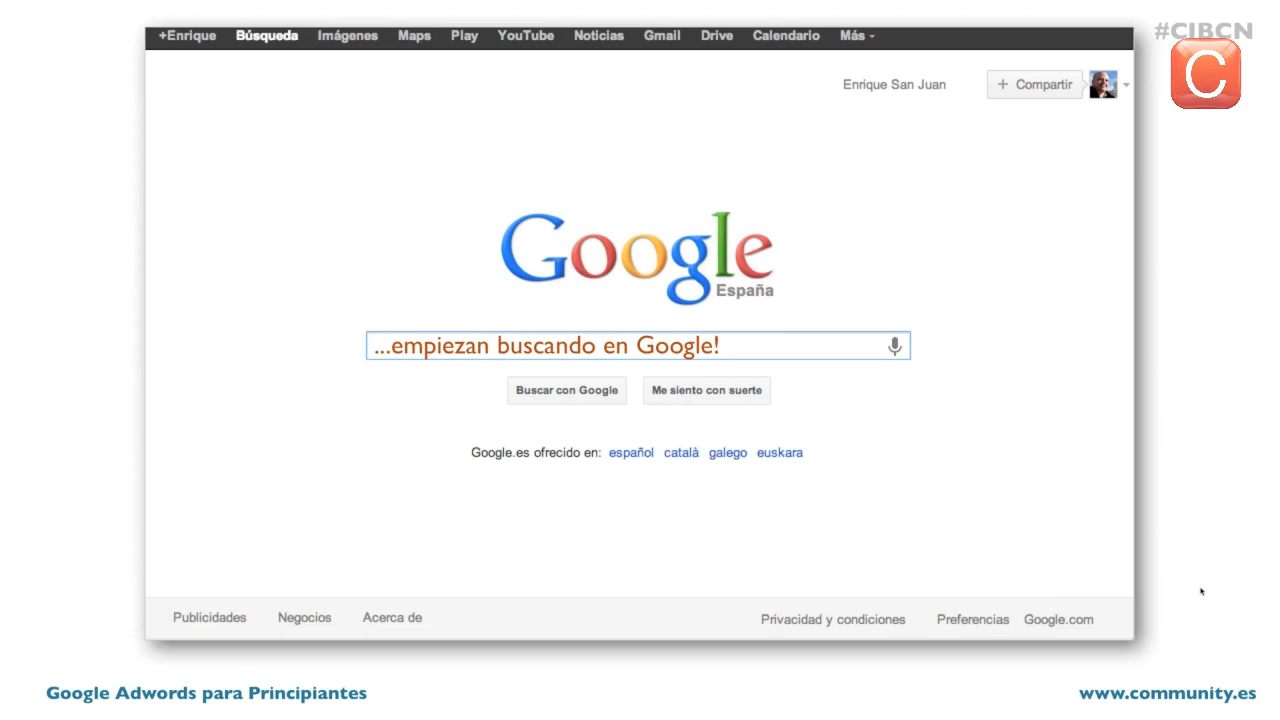 #CIBCN
C
+Enrique Búsqueda Imágenes Maps Play YouTube Noticias Gmail Drive Calendario Más
Enrique San Juan + Compartir
Google
España
...empiezan buscando en Google!
Buscar con Google Me siento con suerte
Google.es ofrecido en: español català galego euskara
Publicidades Negocios Acerca de Privacidad y condiciones Preferencias Google.com
Google Adwords para Principiantes www.community.es